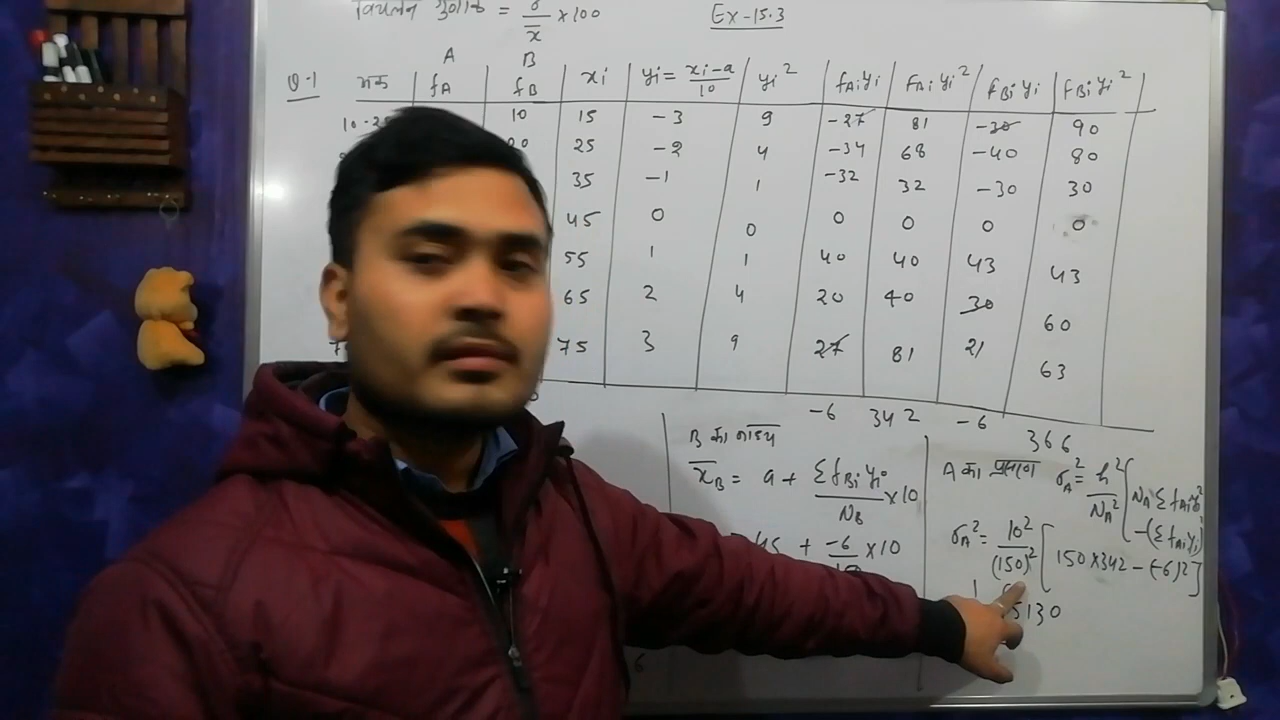 विचलन गुणांक = σ/x̅ × 100
Ex-15.3
A B
Q.1 अंक fA fB xi yi = xi-a/10 yi² fAiyi FAiyi² fBiyi FBiyi²
10 15 -3 9 -27 81 -30 90
25 -2 4 -34 68 -40 80
35 -1 1 -32 32 -30 30
45 0 0 0 0 0 0
55 1 1 40 40 43 43
65 2 4 20 40 30 60
75 3 9 27 81 21 63
-6 342 -6 366
B का माध्य
x̅B = a + ΣfBiyi/NB × 10
45 + -6/ × 10
6
A का प्रसरण σA² = h²/NA² [NA ΣfAiyi² - (ΣfAiyi)
σA² = 10²/(150)² [150×342 - (-6)2]
5130